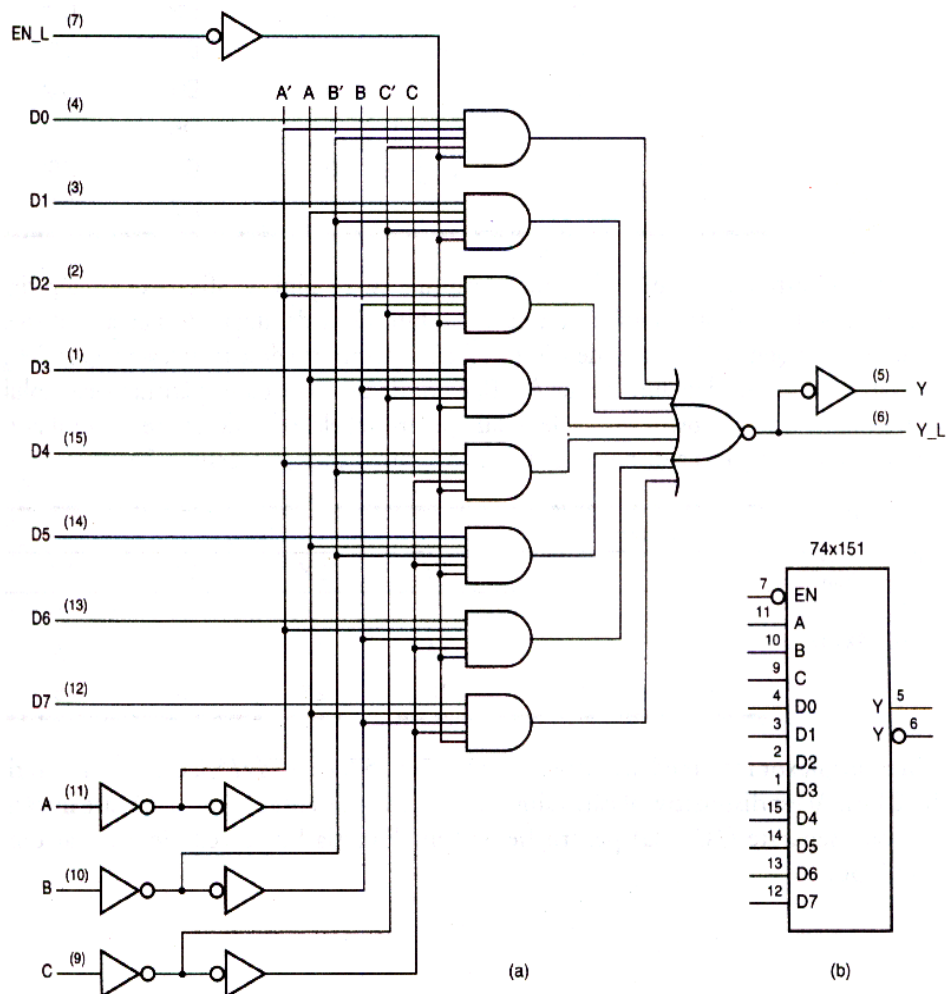 EN_L (7)
A' A B' B C' C
D0 (4)
D1 (3)
D2 (2)
D3 (1)
D4 (15)
D5 (14)
D6 (13)
D7 (12)
A (11)
B (10)
C (9)
(5) Y
(6) Y_L
(a)
74x151
7 EN
11 A
10 B
9 C
4 D0
3 D1
2 D2
1 D3
15 D4
14 D5
13 D6
12 D7
Y 5
Y 6
(b)